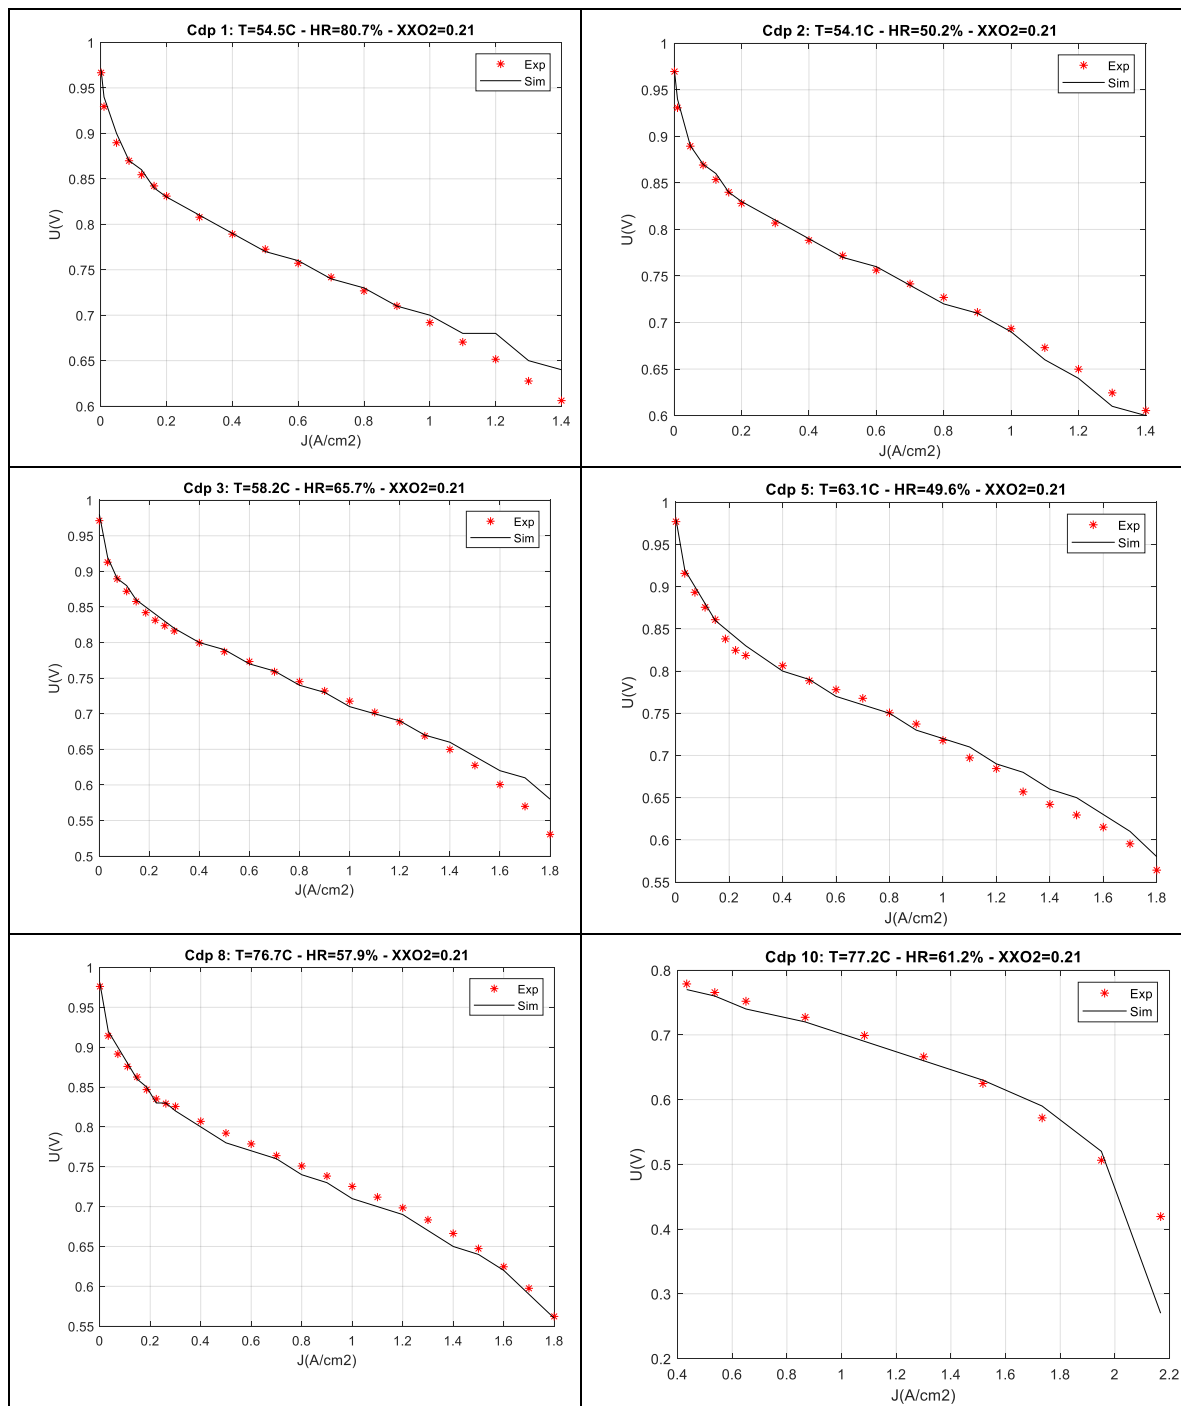 Cdp 1: T=54.5C - HR=80.7% - XXO2=0.21
Exp
Sim
1
0.95
0.9
0.85
0.8
0.75
0.7
0.65
0.6
U(V)
0 0.2 0.4 0.6 0.8 1 1.2 1.4
J(A/cm2)
Cdp 2: T=54.1C - HR=50.2% - XXO2=0.21
Exp
Sim
1
0.95
0.9
0.85
0.8
0.75
0.7
0.65
0.6
U(V)
0 0.2 0.4 0.6 0.8 1 1.2 1.4
J(A/cm2)
Cdp 3: T=58.2C - HR=65.7% - XXO2=0.21
Exp
Sim
1
0.95
0.9
0.85
0.8
0.75
0.7
0.65
0.6
0.55
0.5
U(V)
0 0.2 0.4 0.6 0.8 1 1.2 1.4 1.6 1.8
J(A/cm2)
Cdp 5: T=63.1C - HR=49.6% - XXO2=0.21
Exp
Sim
1
0.95
0.9
0.85
0.8
0.75
0.7
0.65
0.6
0.55
U(V)
0 0.2 0.4 0.6 0.8 1 1.2 1.4 1.6 1.8
J(A/cm2)
Cdp 8: T=76.7C - HR=57.9% - XXO2=0.21
Exp
Sim
1
0.95
0.9
0.85
0.8
0.75
0.7
0.65
0.6
0.55
U(V)
0 0.2 0.4 0.6 0.8 1 1.2 1.4 1.6 1.8
J(A/cm2)
Cdp 10: T=77.2C - HR=61.2% - XXO2=0.21
Exp
Sim
0.8
0.7
0.6
0.5
0.4
0.3
0.2
U(V)
0.4 0.6 0.8 1 1.2 1.4 1.6 1.8 2 2.2
J(A/cm2)